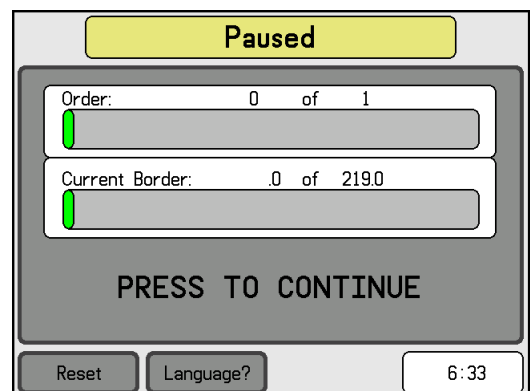 Paused
Order: 0 of 1
Current Border: .0 of 219.0
PRESS TO CONTINUE
Reset Language? 6:33